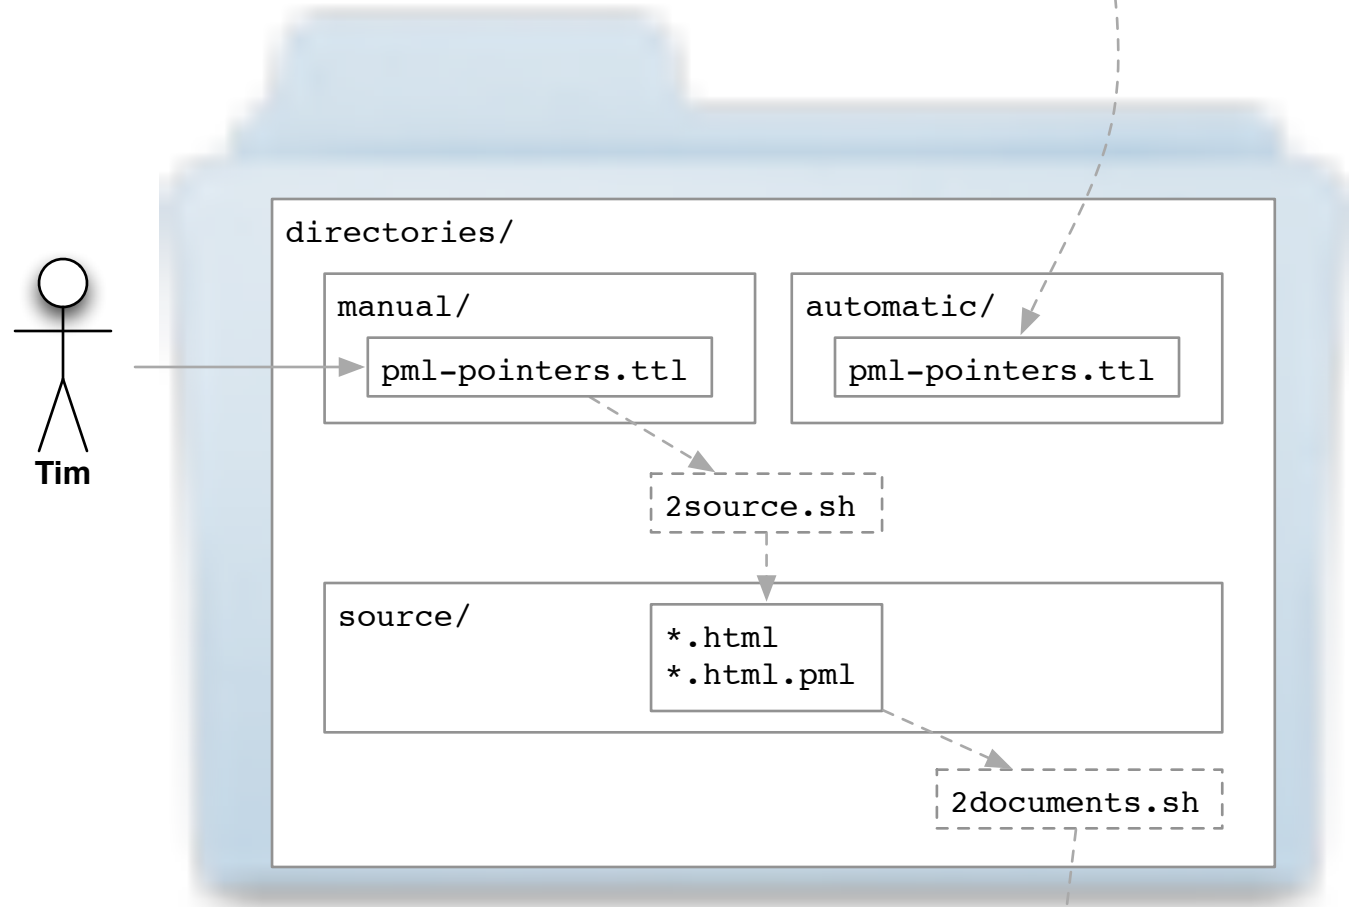 directories/
manual/
automatic/
pml-pointers.ttl
pml-pointers.ttl
Tim
2source.sh
source/
*.html
*.html.pml
2documents.sh